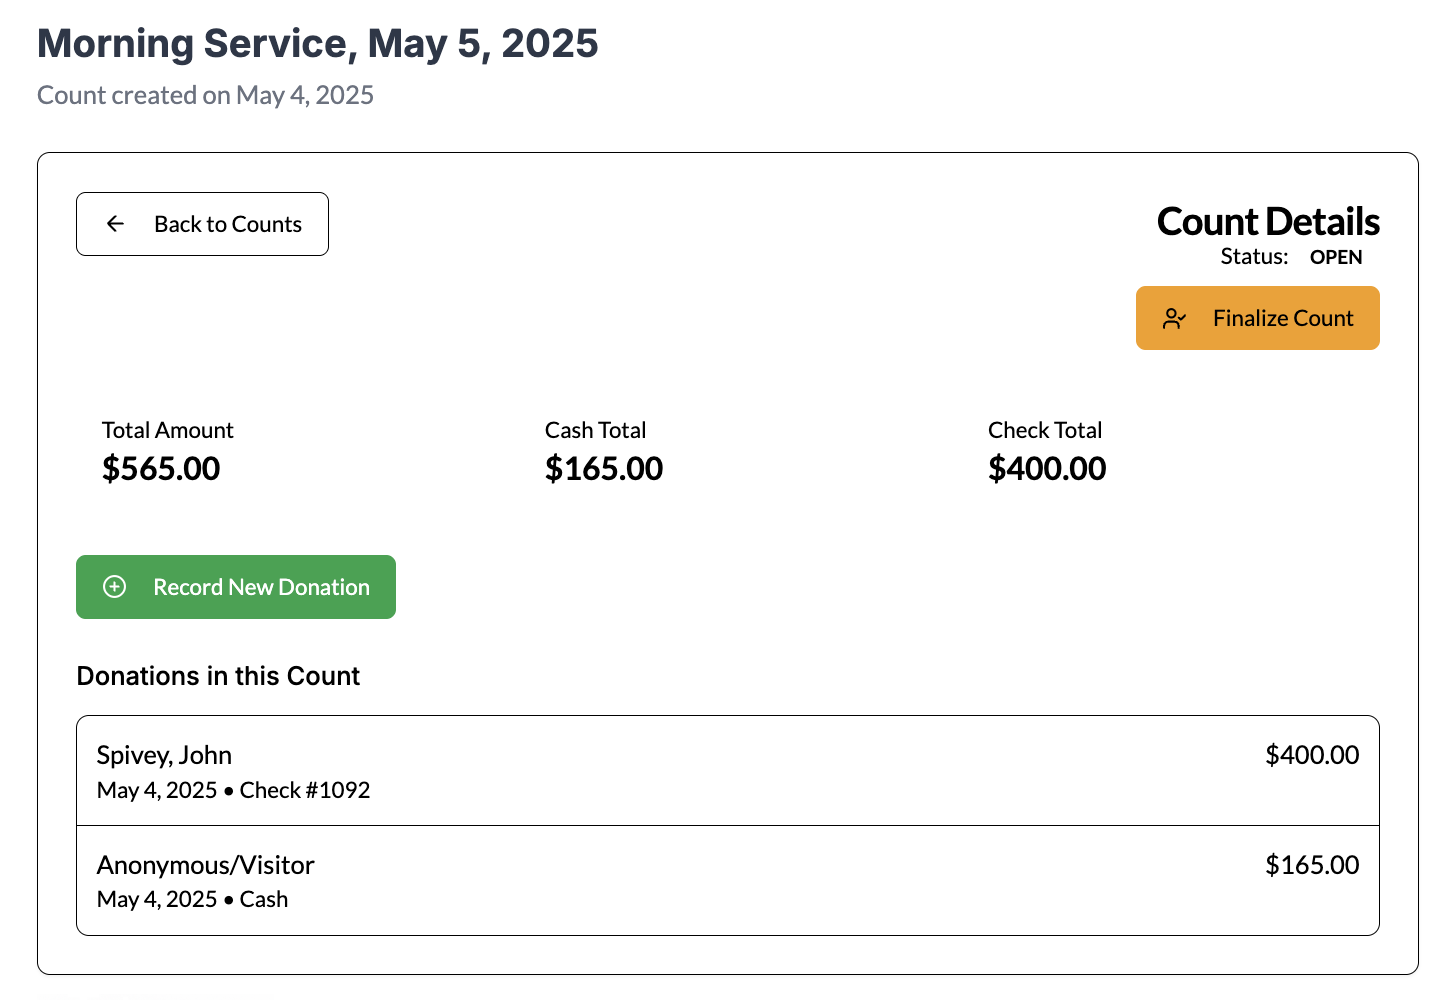 Morning Service, May 5, 2025
Count created on May 4, 2025
Back to Counts
Count Details
Status: OPEN
Finalize Count
Total Amount
$565.00
Cash Total
$165.00
Check Total
$400.00
Record New Donation
Donations in this Count
Spivey, John
$400.00
May 4, 2025 • Check #1092
Anonymous/Visitor
$165.00
May 4, 2025 • Cash